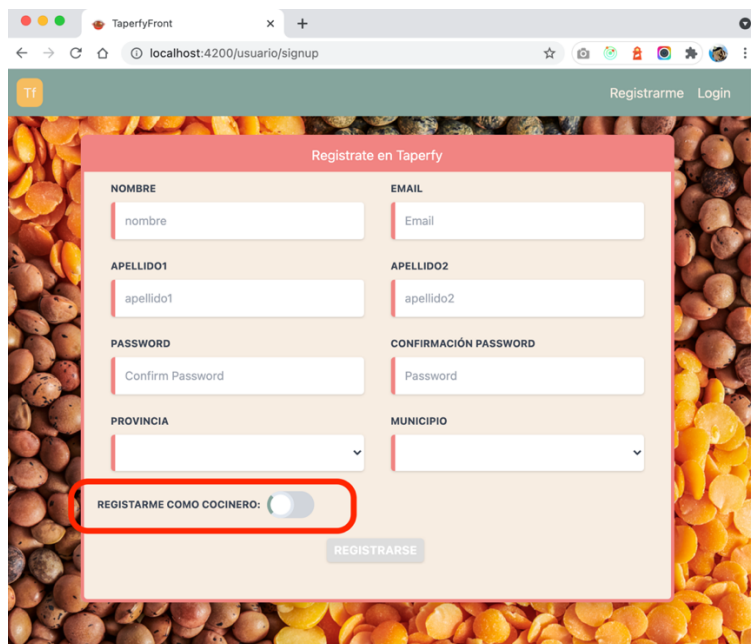 TaperfyFront
localhost:4200/usuario/signup
Tf
Registrarme Login
Registrate en Taperfy
NOMBRE EMAIL
nombre Email
APELLIDO1 APELLIDO2
apellido1 apellido2
PASSWORD CONFIRMACIÓN PASSWORD
Confirm Password Password
PROVINCIA MUNICIPIO
REGISTRARME COMO COCINERO:
REGISTRARSE